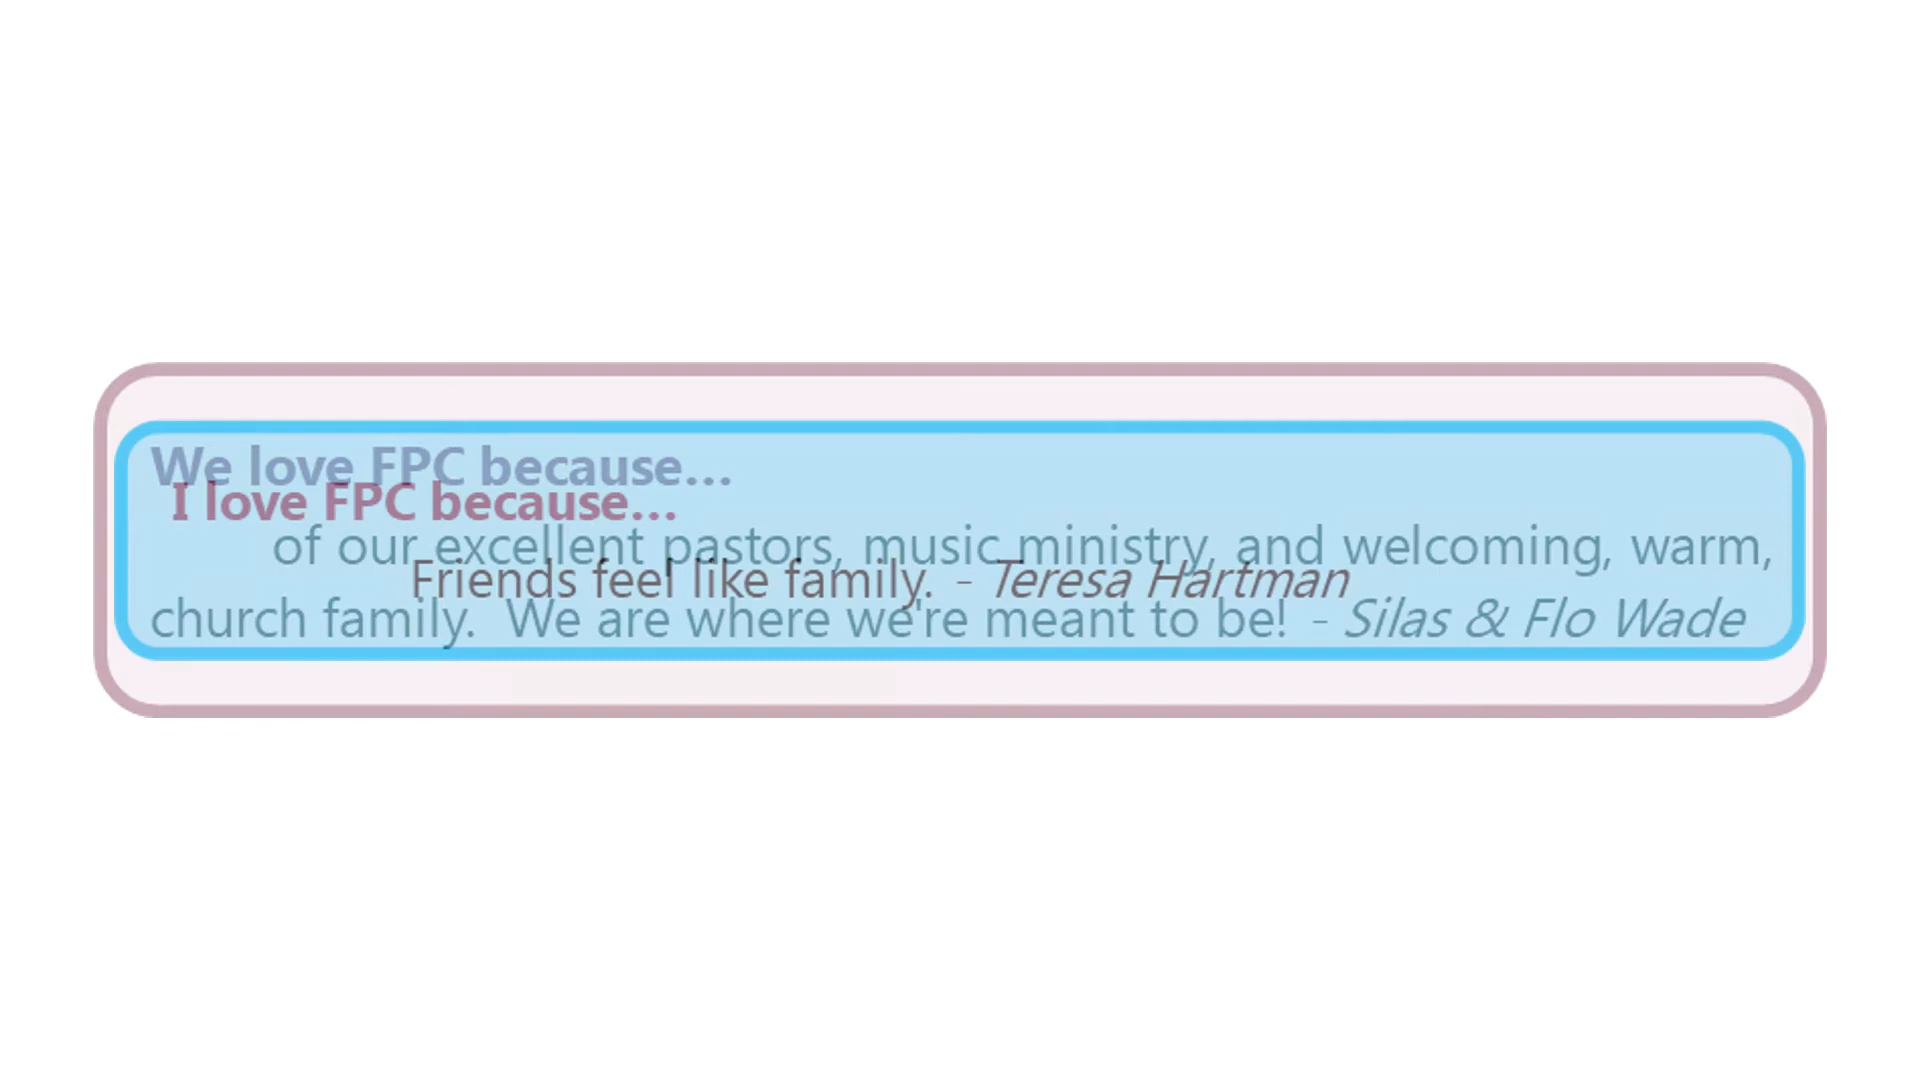 We love FPC because...
I love FPC because...
of our excellent pastors, music ministry, and welcoming, warm,
Friends feel like family. - Teresa Hartman
church family.  We are where we're meant to be!  - Silas & Flo Wade